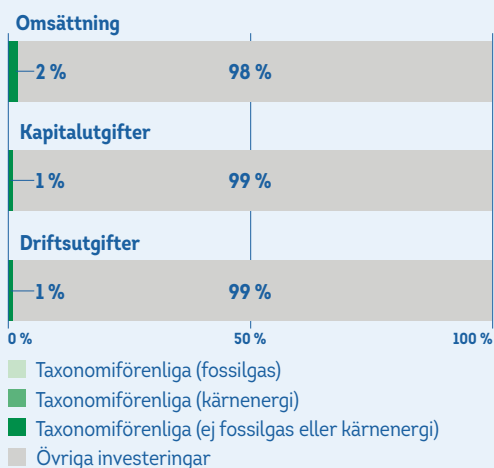 Omsättning
2 % 98 %
Kapitalutgifter
1 % 99 %
Driftsutgifter
1 % 99 %
0 % 50 % 100 %
Taxonomiförenliga (fossilgas)
Taxonomiförenliga (kärnenergi)
Taxonomiförenliga (ej fossilgas eller kärnenergi)
Övriga investeringar